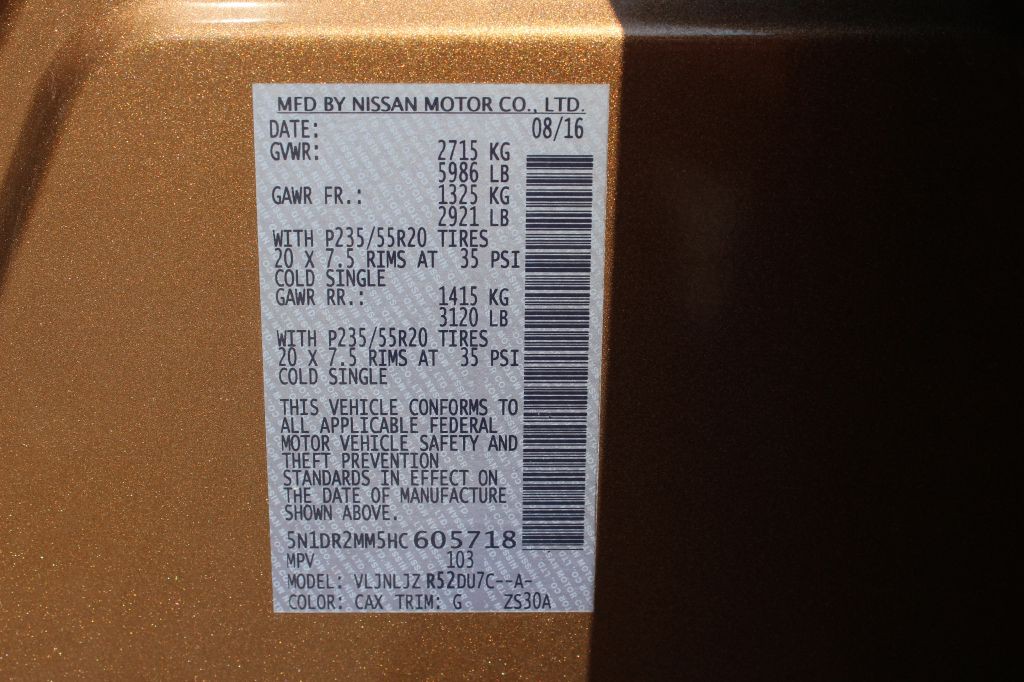 MFD BY NISSAN MOTOR CO., LTD.
DATE: 08/16
GVWR: 2715 KG
5986 LB
GAWR FR.: 1325 KG
2921 LB
WITH P235/55R20 TIRES
20 X 7.5 RIMS AT 35 PSI
COLD SINGLE
GAWR RR.: 1415 KG
3120 LB
WITH P235/55R20 TIRES
20 X 7.5 RIMS AT 35 PSI
COLD SINGLE
THIS VEHICLE CONFORMS TO
ALL APPLICABLE FEDERAL
MOTOR VEHICLE SAFETY AND
THEFT PREVENTION
STANDARDS IN EFFECT ON
THE DATE OF MANUFACTURE
SHOWN ABOVE.
5N1DR2MM5HC605718
MPV 103
MODEL: VLJNLJZ R52DU7C--A-
COLOR: CAX TRIM: G ZS30A